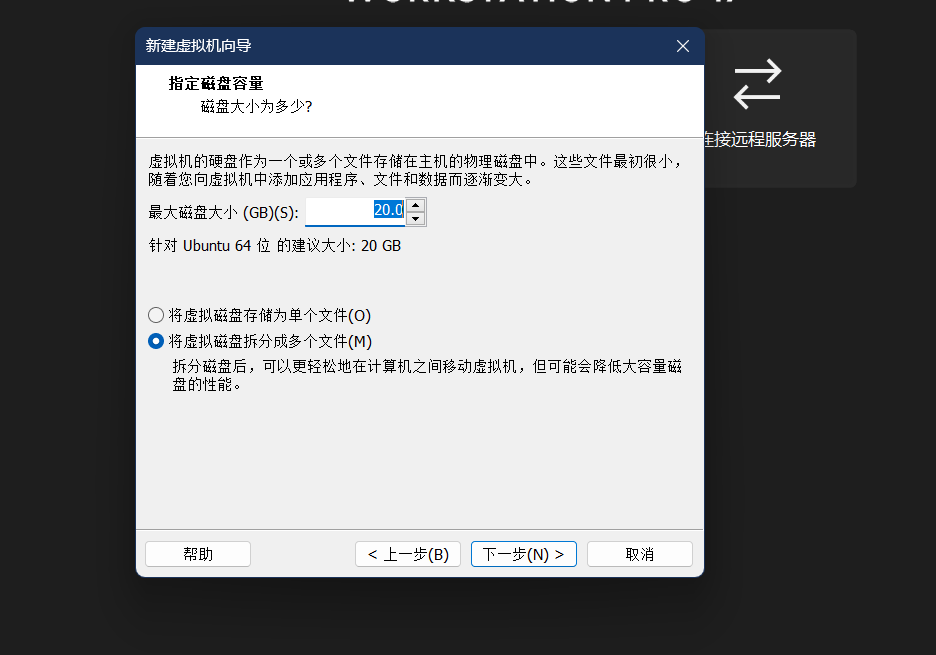 新建虚拟机向导
指定磁盘容量
磁盘大小为多少?
连接远程服务器
虚拟机的硬盘作为一个或多个文件存储在主机的物理磁盘中。这些文件最初很小，
随着您向虚拟机中添加应用程序、文件和数据而逐渐变大。
最大磁盘大小 (GB)(S): 20.0
针对 Ubuntu 64 位 的建议大小: 20 GB
将虚拟磁盘存储为单个文件(O)
将虚拟磁盘拆分成多个文件(M)
拆分磁盘后，可以更轻松地在计算机之间移动虚拟机，但可能会降低大容量磁
盘的性能。
帮助
< 上一步(B)
下一步(N) >
取消